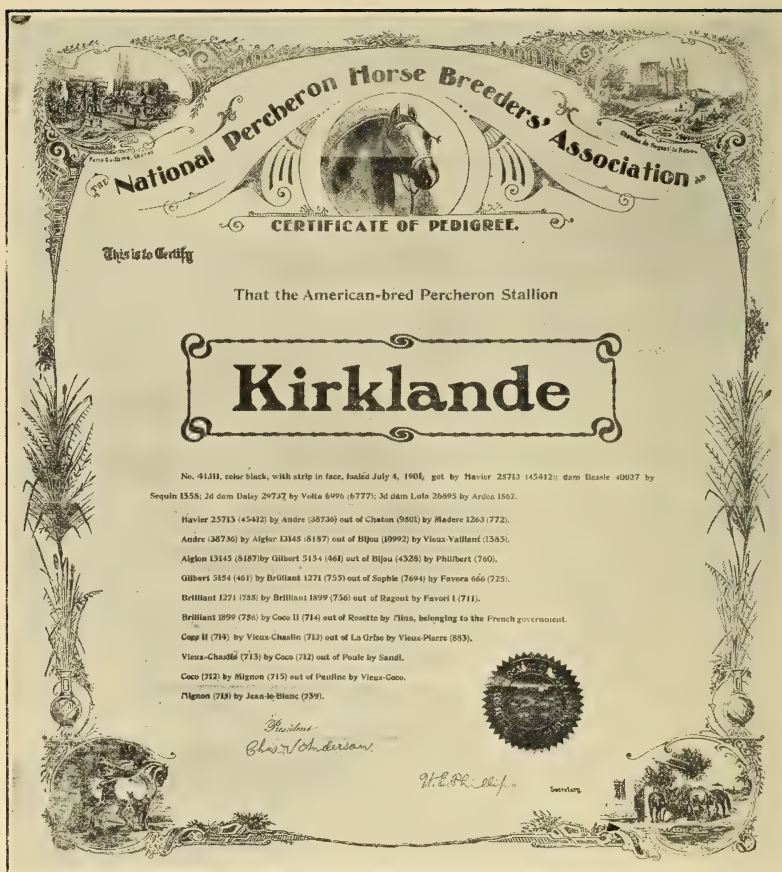 THE National Percheron Horse Breeders' Association
CERTIFICATE OF PEDIGREE.
This is to Certify
That the American-bred Percheron Stallion
Kirklande
No. 41311, color black, with strip in face, foaled July 4, 1901; got by Havier 25713 (45412); dam Bessie 40027 by
Sequin 1358; 2d dam Daisy 29737 by Volta 6996 (6777); 3d dam Lula 26895 by Ardea 1562.
Havier 25713 (45412) by Andre (38736) out of Chaton (9801) by Madere 1263 (772).
Andre (38736) by Aiglon 13145 (8187) out of Bijou (10992) by Vieux-Vaillant (1383).
Aiglon 13145 (8187)by Gilbert 5154 (461) out of Bijou (4328) by Philibert (760).
Gilbert 5154 (461) by Brilliant 1271 (755) out of Sophie (7694) by Favora 666 (725).
Brilliant 1271 (755) by Brilliant 1899 (756) out of Ragout by Favori I (711).
Brilliant 1899 (756) by Coco II (714) out of Rosette by Mina, belonging to the French government.
Coco II (714) by Vieux-Chaslin (713) out of La Grise by Vieux-Pierre (883).
Vieux-Chaslin (713) by Coco (712) out of Poule by Sandi.
Coco (712) by Mignon (715) out of Pauline by Vieux-Coco.
Mignon (715) by Jean-le-Blanc (739).
President
Chas. Anderson.
Phillips
Secretary